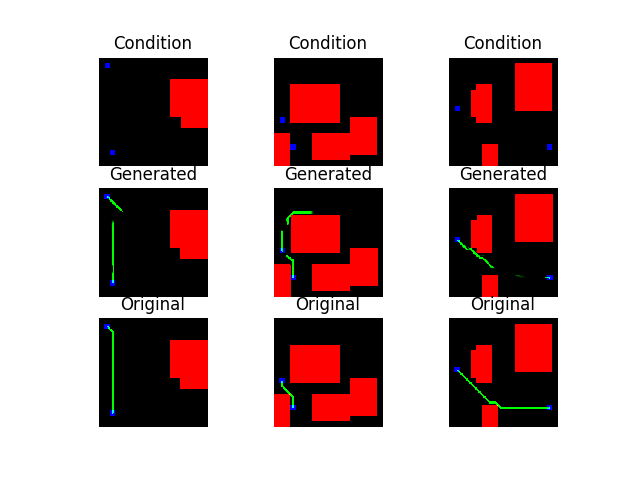 Condition Condition Condition
Generated Generated Generated
Original Original Original